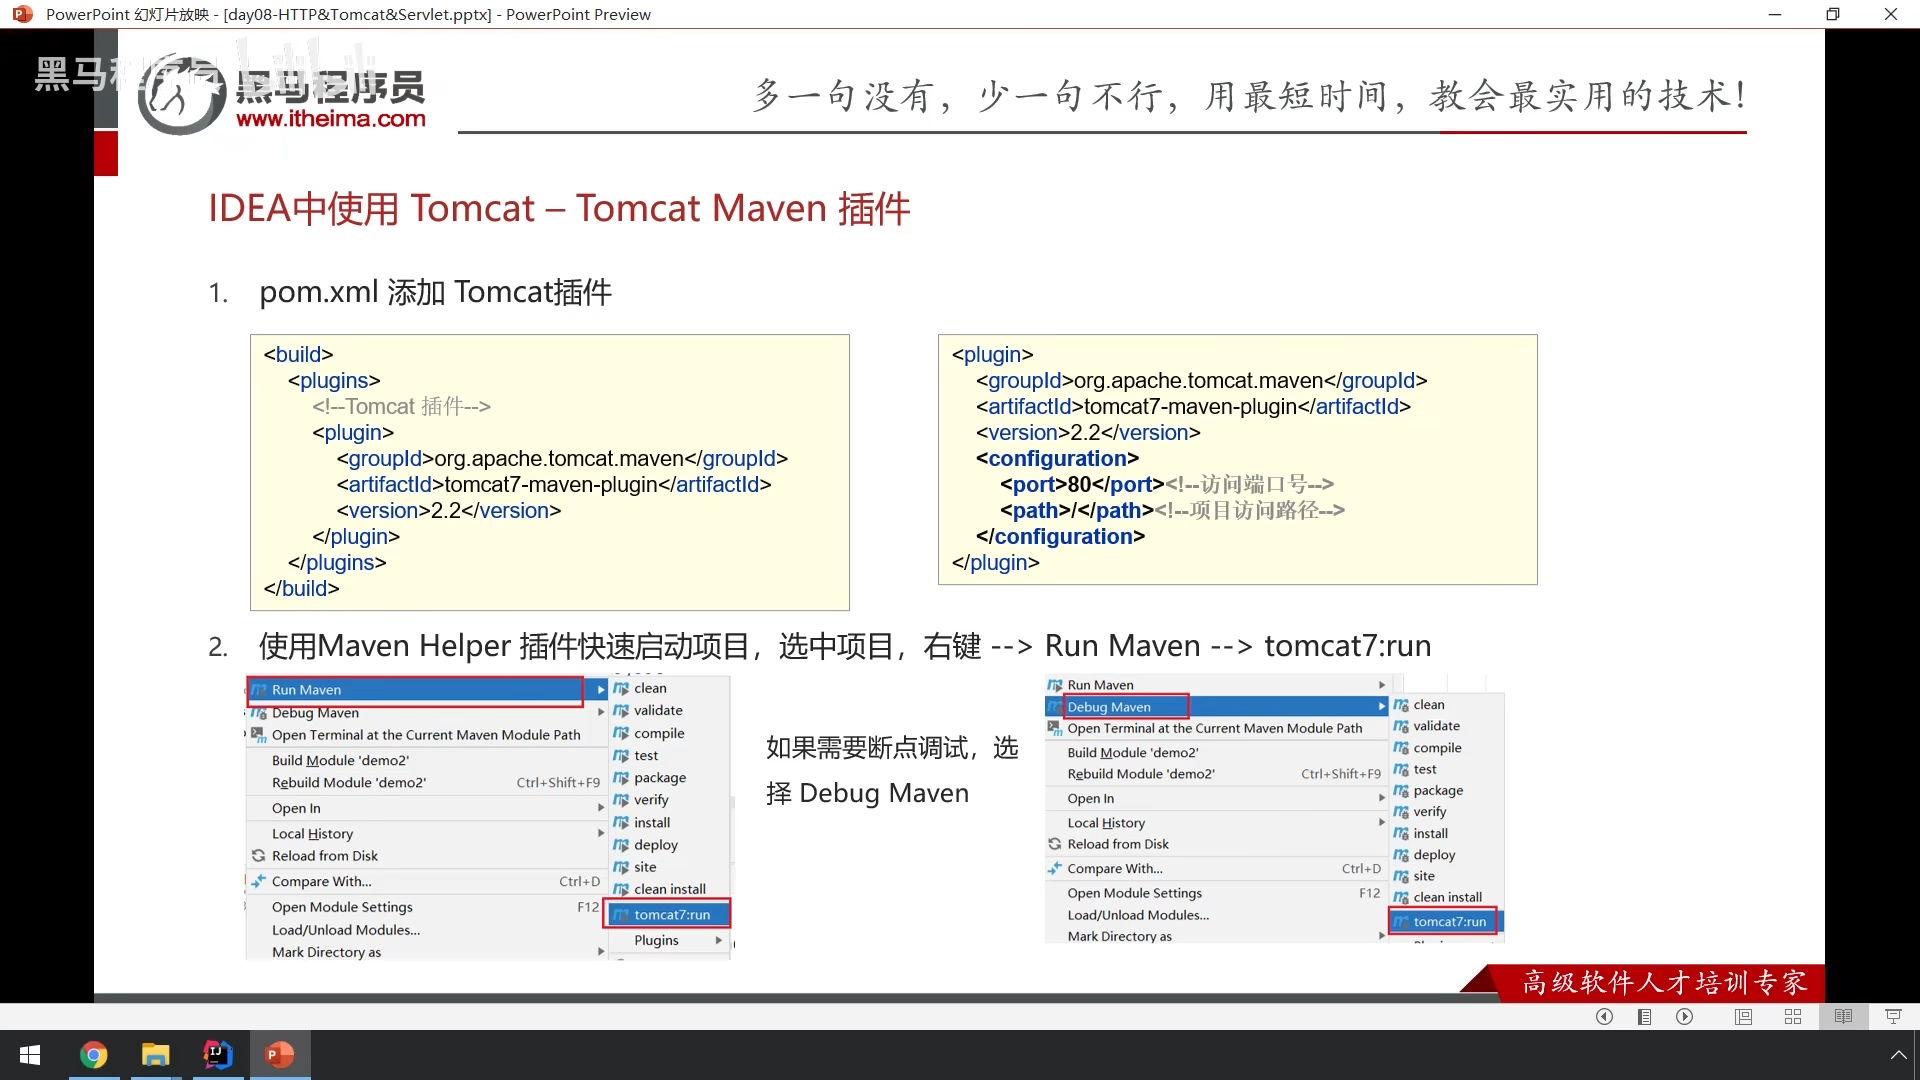 PowerPoint 幻灯片放映 - [day08-HTTP&Tomcat&Servlet.pptx] - PowerPoint Preview
黑马程序员
www.itheima.com
多一句没有，少一句不行，用最短时间，教会最实用的技术！
IDEA中使用 Tomcat – Tomcat Maven 插件
1. pom.xml 添加 Tomcat插件
<build>
<plugins>
<!--Tomcat 插件-->
<plugin>
<groupId>org.apache.tomcat.maven</groupId>
<artifactId>tomcat7-maven-plugin</artifactId>
<version>2.2</version>
</plugin>
</plugins>
</build>
<plugin>
<groupId>org.apache.tomcat.maven</groupId>
<artifactId>tomcat7-maven-plugin</artifactId>
<version>2.2</version>
<configuration>
<port>80</port><!--访问端口号-->
<path>/</path><!--项目访问路径-->
</configuration>
</plugin>
2. 使用Maven Helper 插件快速启动项目，选中项目，右键 --> Run Maven --> tomcat7:run
Run Maven
Debug Maven
Open Terminal at the Current Maven Module Path
Build Module 'demo2'
Rebuild Module 'demo2' Ctrl+Shift+F9
Open In
Local History
Reload from Disk
Compare With... Ctrl+D
Open Module Settings F12
Load/Unload Modules...
Mark Directory as
clean
validate
compile
test
package
verify
install
deploy
site
clean install
tomcat7:run
Plugins
如果需要断点调试，选
择 Debug Maven
Run Maven
Debug Maven
Open Terminal at the Current Maven Module Path
Build Module 'demo2'
Rebuild Module 'demo2' Ctrl+Shift+F9
Open In
Local History
Reload from Disk
Compare With... Ctrl+D
Open Module Settings F12
Load/Unload Modules...
Mark Directory as
clean
validate
compile
test
package
verify
install
deploy
site
clean install
tomcat7:run
高级软件人才培训专家